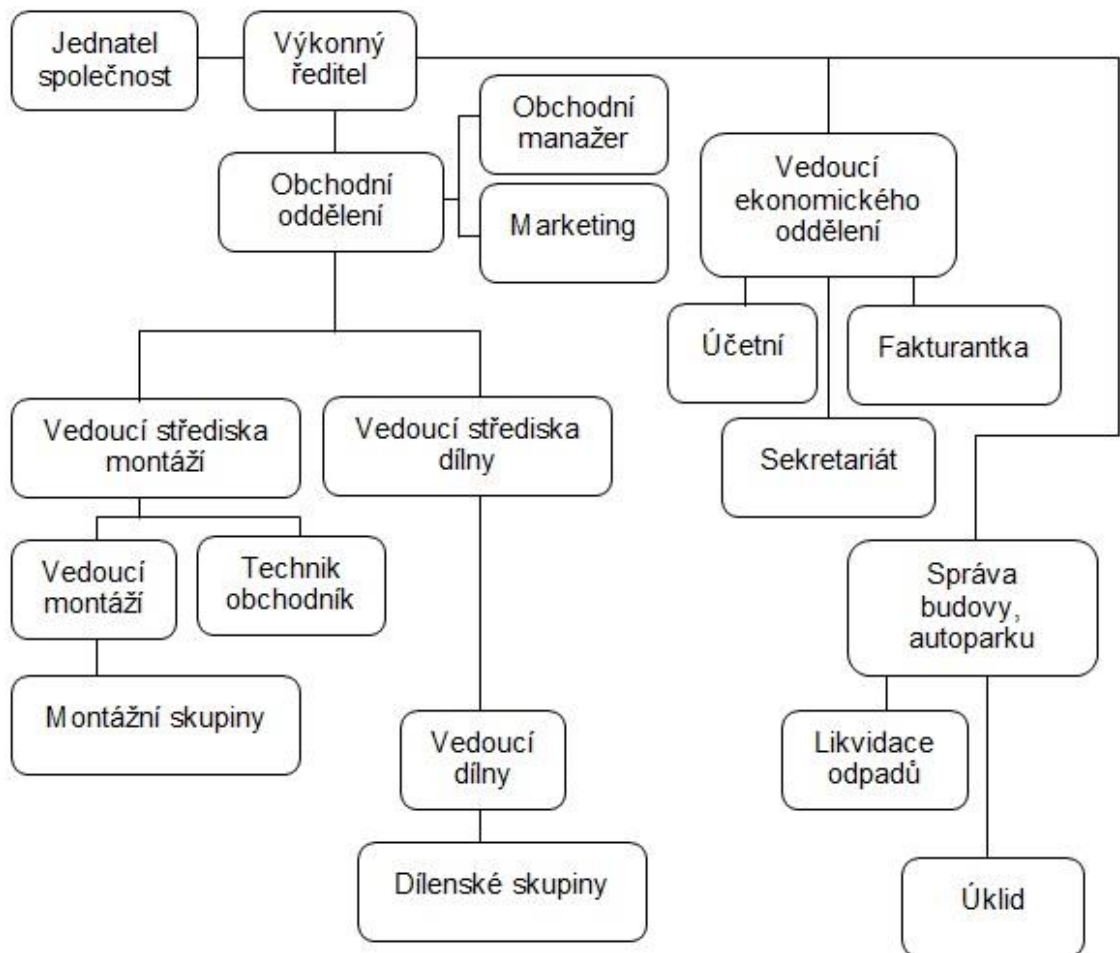 Jednatel
společnost
Výkonný
ředitel
Obchodní
manažer
Obchodní
oddělení
Marketing
Vedoucí
ekonomického
oddělení
Účetní
Fakturantka
Sekretariát
Vedoucí střediska
montáží
Vedoucí střediska
dílny
Vedoucí
montáží
Technik
obchodník
Správa
budovy,
autoparku
Montážní skupiny
Vedoucí
dílny
Likvidace
odpadů
Dílenské skupiny
Úklid